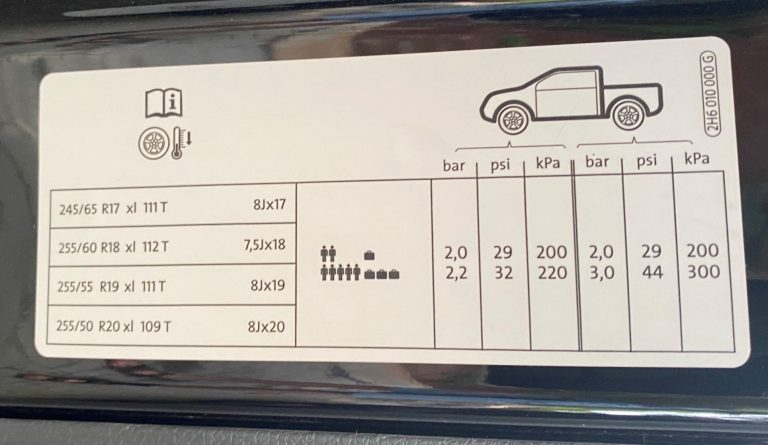 2H6 010 000 G
bar psi kPa bar psi kPa
245/65 R17 xl 111 T 8Jx17
255/60 R18 xl 112 T 7,5Jx18
255/55 R19 xl 111 T 8Jx19
255/50 R20 xl 109 T 8Jx20
2,0 29 200 2,0 29 200
2,2 32 220 3,0 44 300